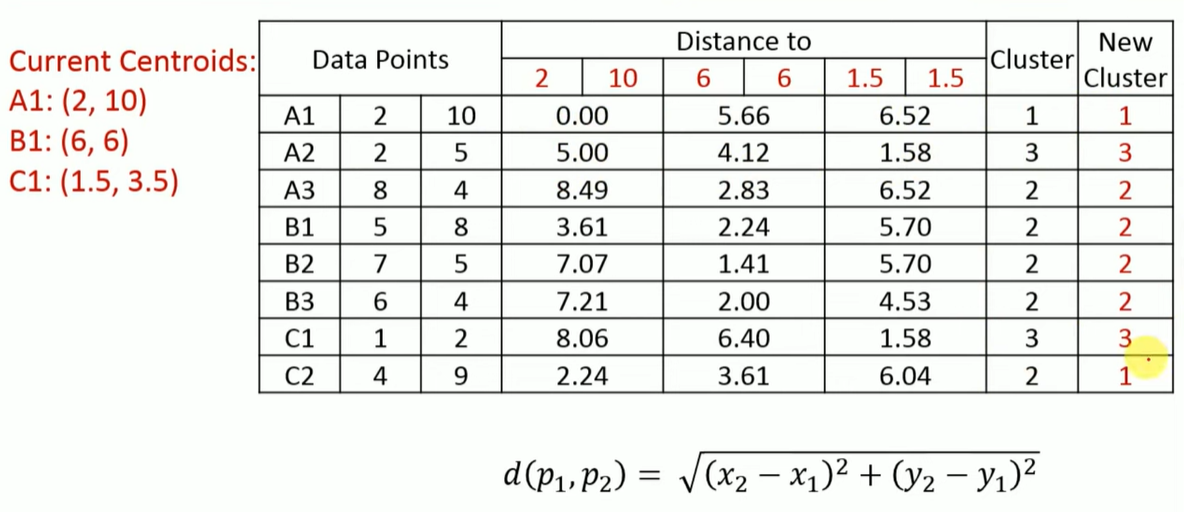 Current Centroids:
A1: (2, 10)
B1: (6, 6)
C1: (1.5, 3.5)
Data Points Distance to Cluster New Cluster
2 10 6 6 1.5 1.5
A1 2 10 0.00 5.66 6.52 1 1
A2 2 5 5.00 4.12 1.58 3 3
A3 8 4 8.49 2.83 6.52 2 2
B1 5 8 3.61 2.24 5.70 2 2
B2 7 5 7.07 1.41 5.70 2 2
B3 6 4 7.21 2.00 4.53 2 2
C1 1 2 8.06 6.40 1.58 3 3
C2 4 9 2.24 3.61 6.04 2 1
d(p₁, p₂) = √(x₂ − x₁)² + (y₂ − y₁)²